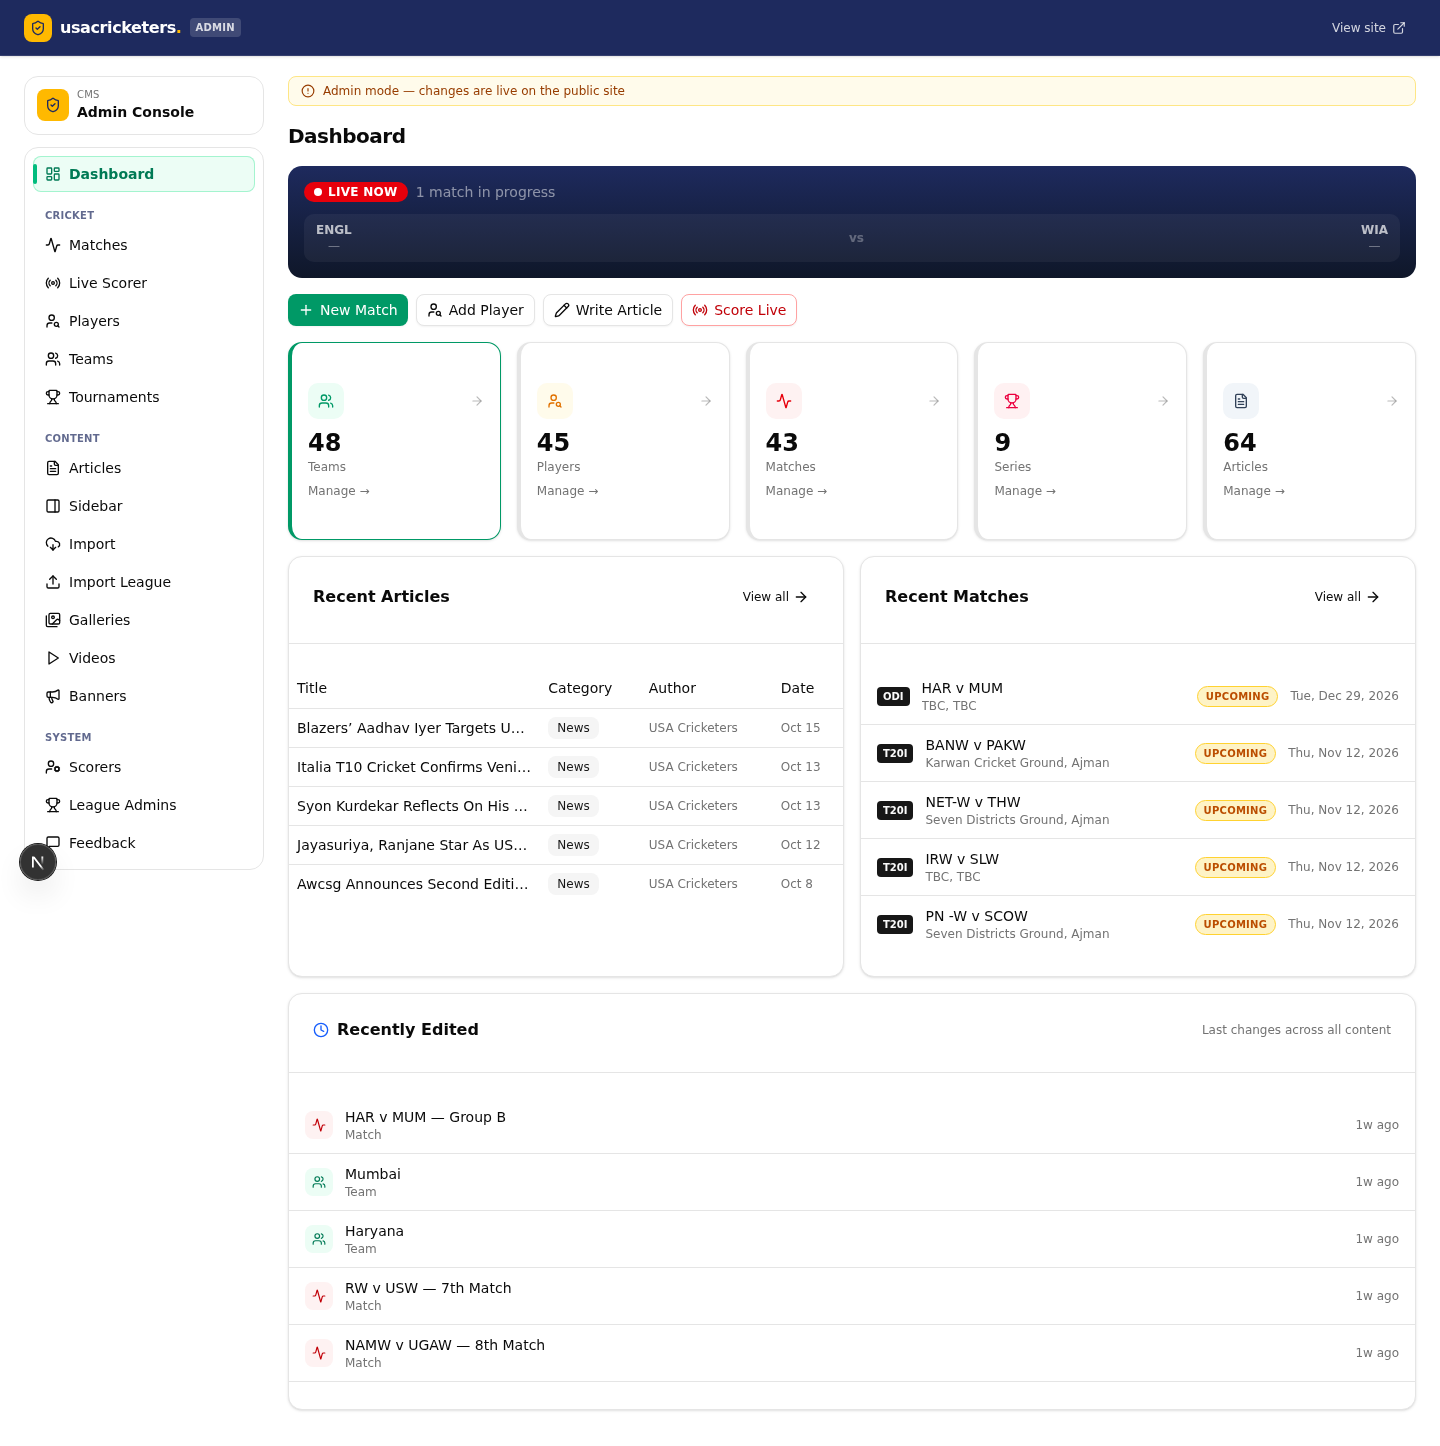 usacricketers. ADMIN
View site
CMS
Admin Console
Dashboard
CRICKET
Matches
Live Scorer
Players
Teams
Tournaments
CONTENT
Articles
Sidebar
Import
Import League
Galleries
Videos
Banners
SYSTEM
Scorers
League Admins
Feedback
N
Admin mode — changes are live on the public site
Dashboard
LIVE NOW 1 match in progress
ENGL vs WIA
— —
New Match Add Player Write Article Score Live
48
Teams
Manage →
45
Players
Manage →
43
Matches
Manage →
9
Series
Manage →
64
Articles
Manage →
Recent Articles View all
Title Category Author Date
Blazers’ Aadhav Iyer Targets U… News USA Cricketers Oct 15
Italia T10 Cricket Confirms Veni… News USA Cricketers Oct 13
Syon Kurdekar Reflects On His … News USA Cricketers Oct 13
Jayasuriya, Ranjane Star As US… News USA Cricketers Oct 12
Awcsg Announces Second Editi… News USA Cricketers Oct 8
Recent Matches View all
ODI HAR v MUM UPCOMING Tue, Dec 29, 2026
TBC, TBC
T20I BANW v PAKW UPCOMING Thu, Nov 12, 2026
Karwan Cricket Ground, Ajman
T20I NET-W v THW UPCOMING Thu, Nov 12, 2026
Seven Districts Ground, Ajman
T20I IRW v SLW UPCOMING Thu, Nov 12, 2026
TBC, TBC
T20I PN -W v SCOW UPCOMING Thu, Nov 12, 2026
Seven Districts Ground, Ajman
Recently Edited Last changes across all content
HAR v MUM — Group B 1w ago
Match
Mumbai 1w ago
Team
Haryana 1w ago
Team
RW v USW — 7th Match 1w ago
Match
NAMW v UGAW — 8th Match 1w ago
Match